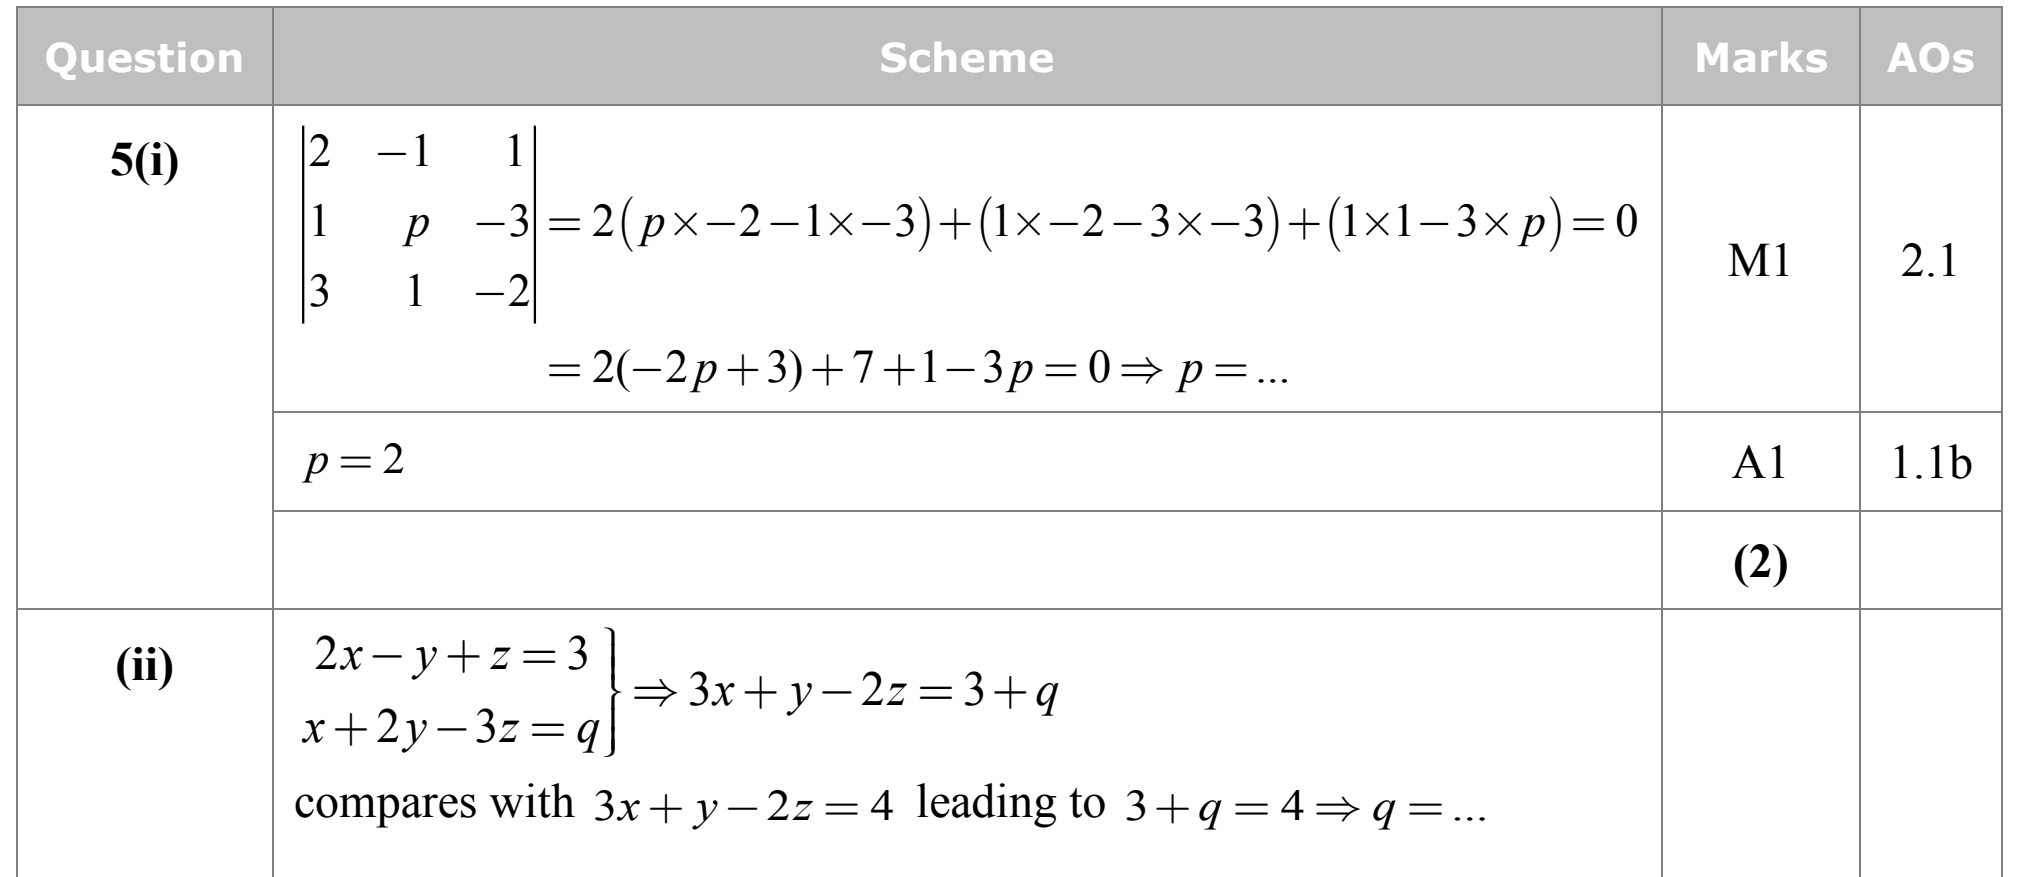 Question Scheme Marks AOs
5(i) |2 −1 1|
|1 p −3| = 2(p×−2−1×−3)+(1×−2−3×−3)+(1×1−3×p)=0 M1 2.1
|3 1 −2|
= 2(−2p+3)+7+1−3p=0⇒p=...
p=2 A1 1.1b
(2)
(ii) 2x−y+z=3
x+2y−3z=q} ⇒3x+y−2z=3+q
compares with 3x+y−2z=4 leading to 3+q=4⇒q=...